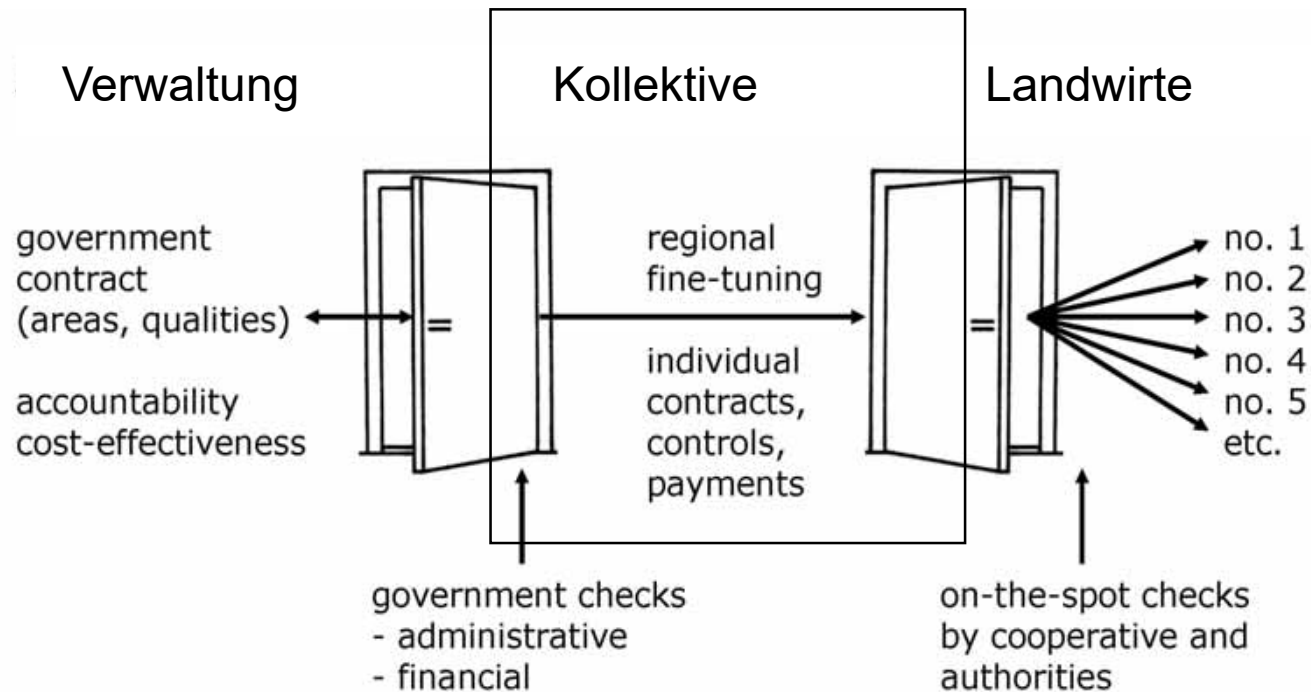 Verwaltung
Kollektive
Landwirte
government
contract
(areas, qualities)
accountability
cost-effectiveness
=
regional
fine-tuning
individual
contracts,
controls,
payments
=
no. 1
no. 2
no. 3
no. 4
no. 5
etc.
government checks
- administrative
- financial
on-the-spot checks
by cooperative and
authorities